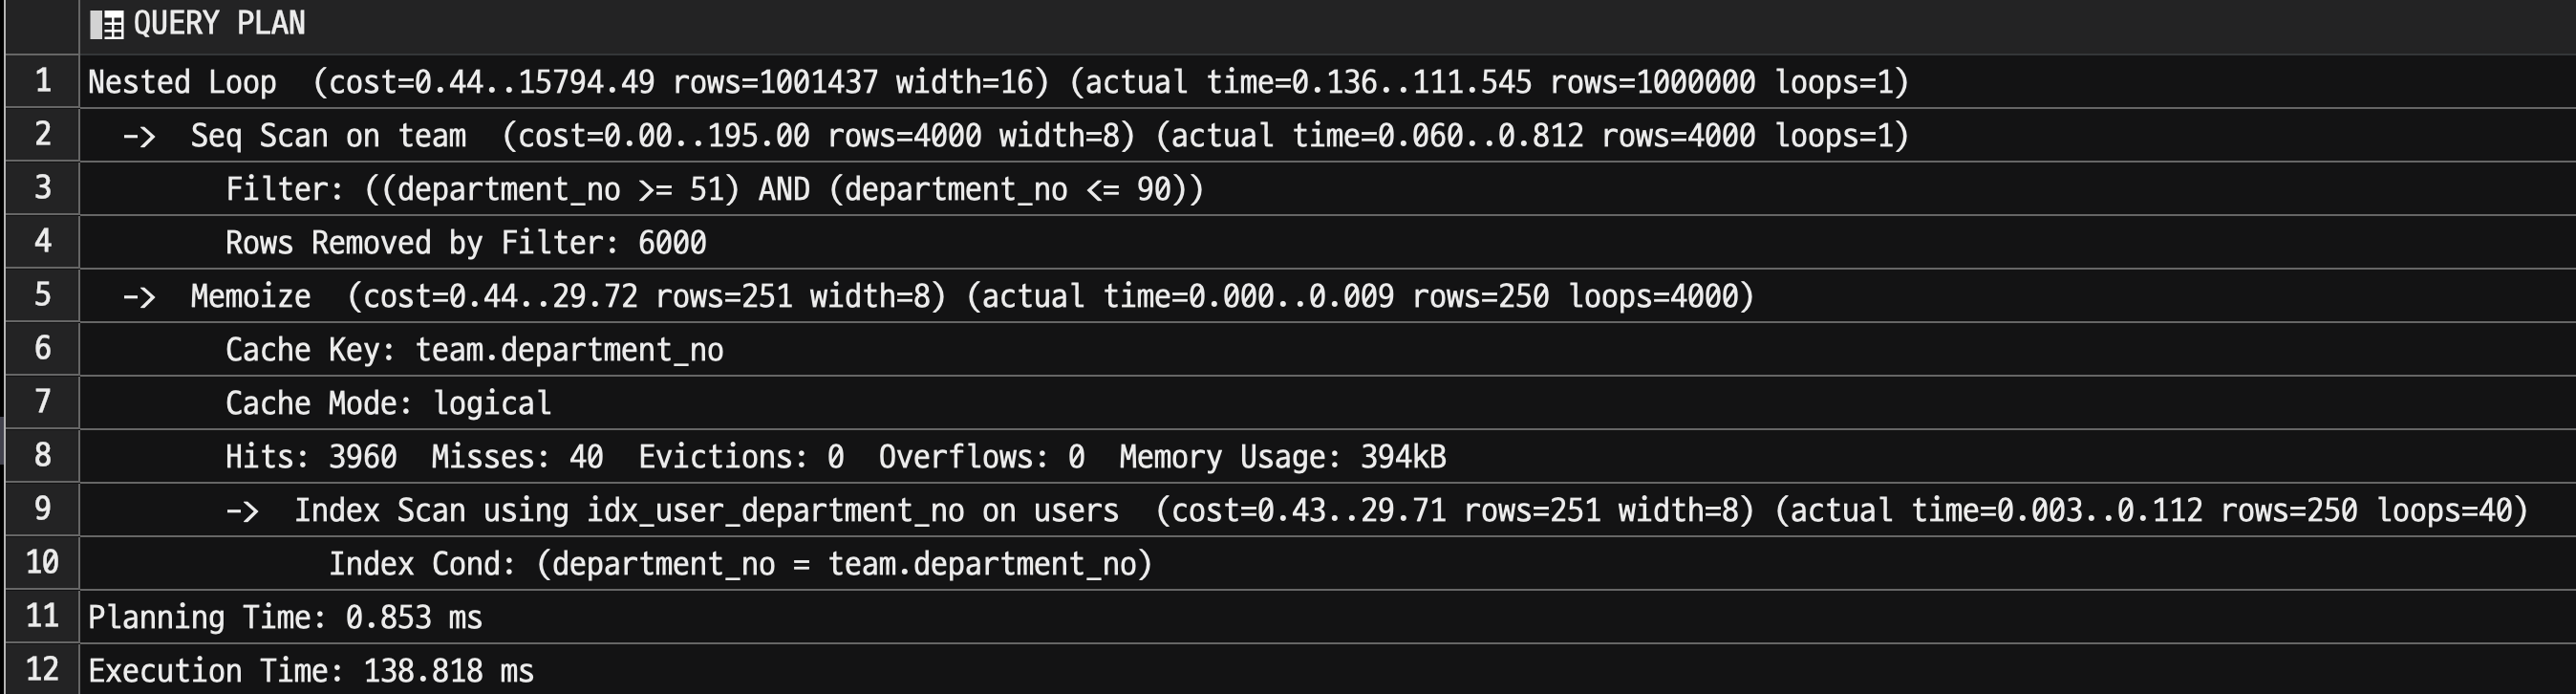 QUERY PLAN
1 Nested Loop  (cost=0.44..15794.49 rows=1001437 width=16) (actual time=0.136..111.545 rows=1000000 loops=1)
2   ->  Seq Scan on team  (cost=0.00..195.00 rows=4000 width=8) (actual time=0.060..0.812 rows=4000 loops=1)
3         Filter: ((department_no >= 51) AND (department_no <= 90))
4         Rows Removed by Filter: 6000
5   ->  Memoize  (cost=0.44..29.72 rows=251 width=8) (actual time=0.000..0.009 rows=250 loops=4000)
6         Cache Key: team.department_no
7         Cache Mode: logical
8         Hits: 3960  Misses: 40  Evictions: 0  Overflows: 0  Memory Usage: 394kB
9         ->  Index Scan using idx_user_department_no on users  (cost=0.43..29.71 rows=251 width=8) (actual time=0.003..0.112 rows=250 loops=40)
10               Index Cond: (department_no = team.department_no)
11 Planning Time: 0.853 ms
12 Execution Time: 138.818 ms